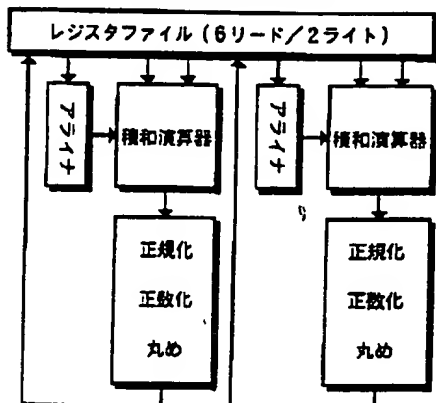 レジスタファイル（6リード／2ライト）
アライナ
積和演算器
アライナ
積和演算器
正規化
正数化
丸め
正規化
正数化
丸め